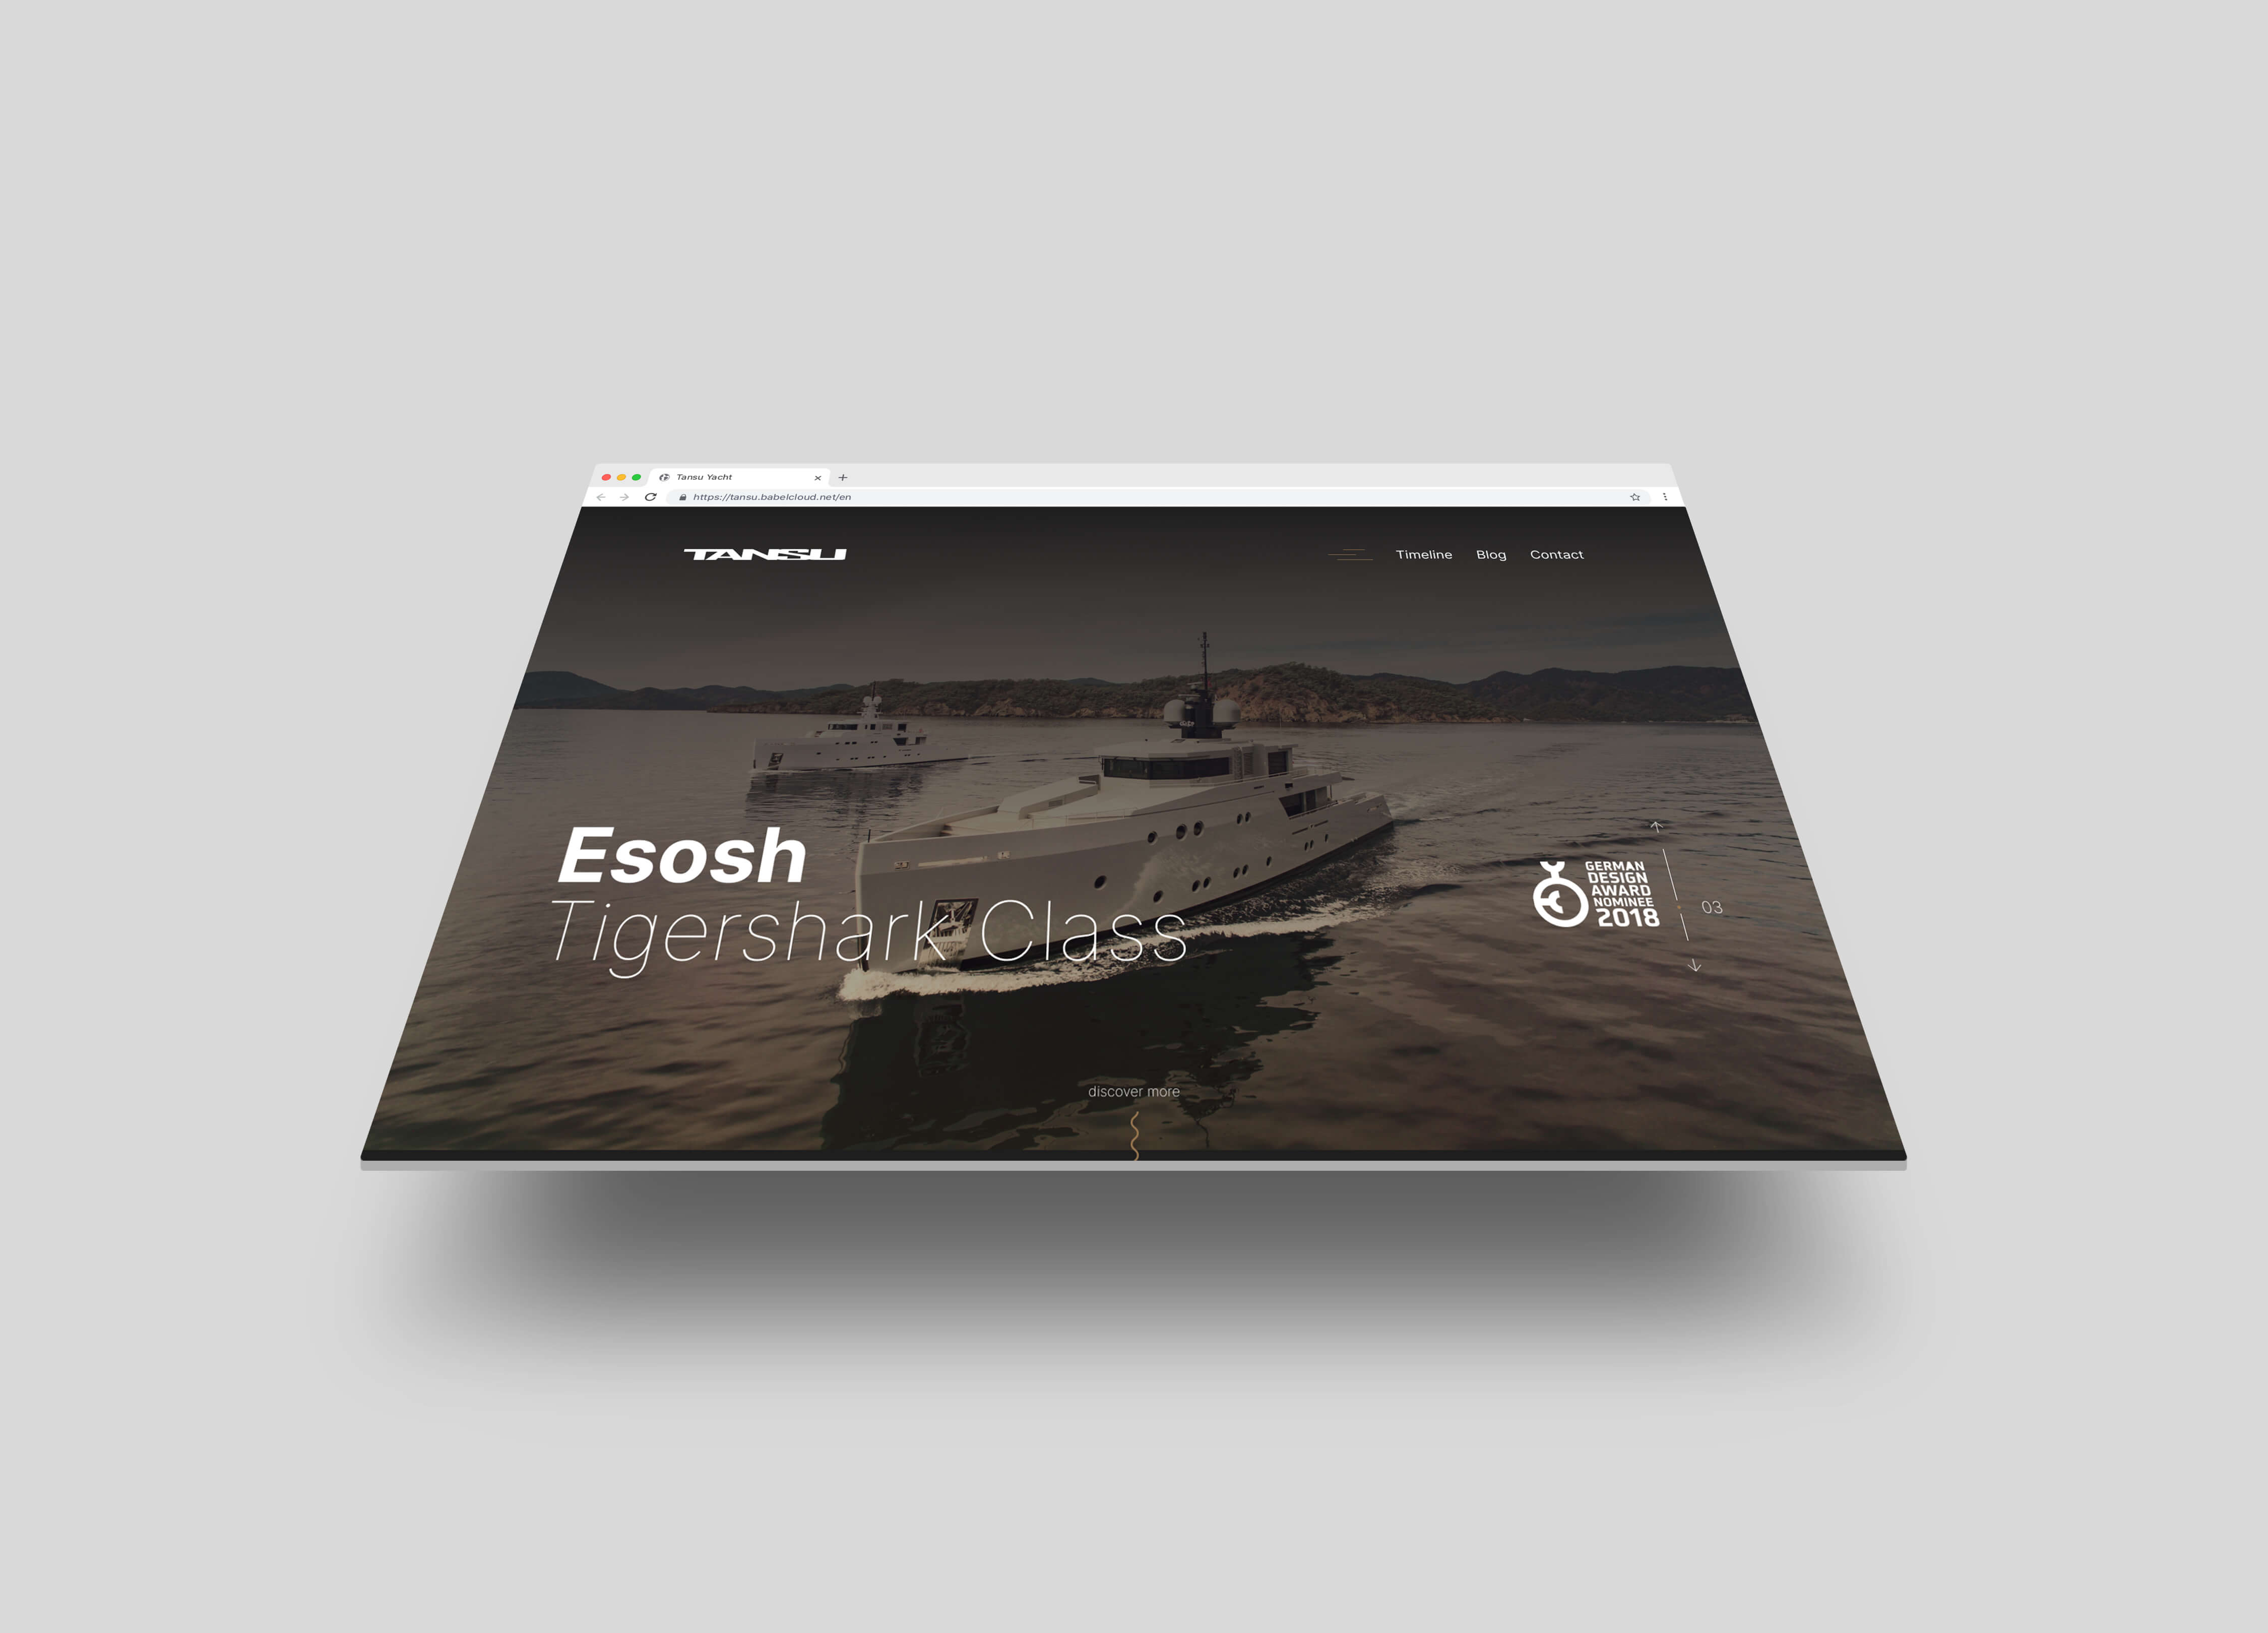 Tansu Yacht
https://tansu.babelcloud.net/en
TANSU
Timeline Blog Contact
Esosh
Tigershark Class
GERMAN
DESIGN
AWARD
NOMINEE
2018
03
discover more